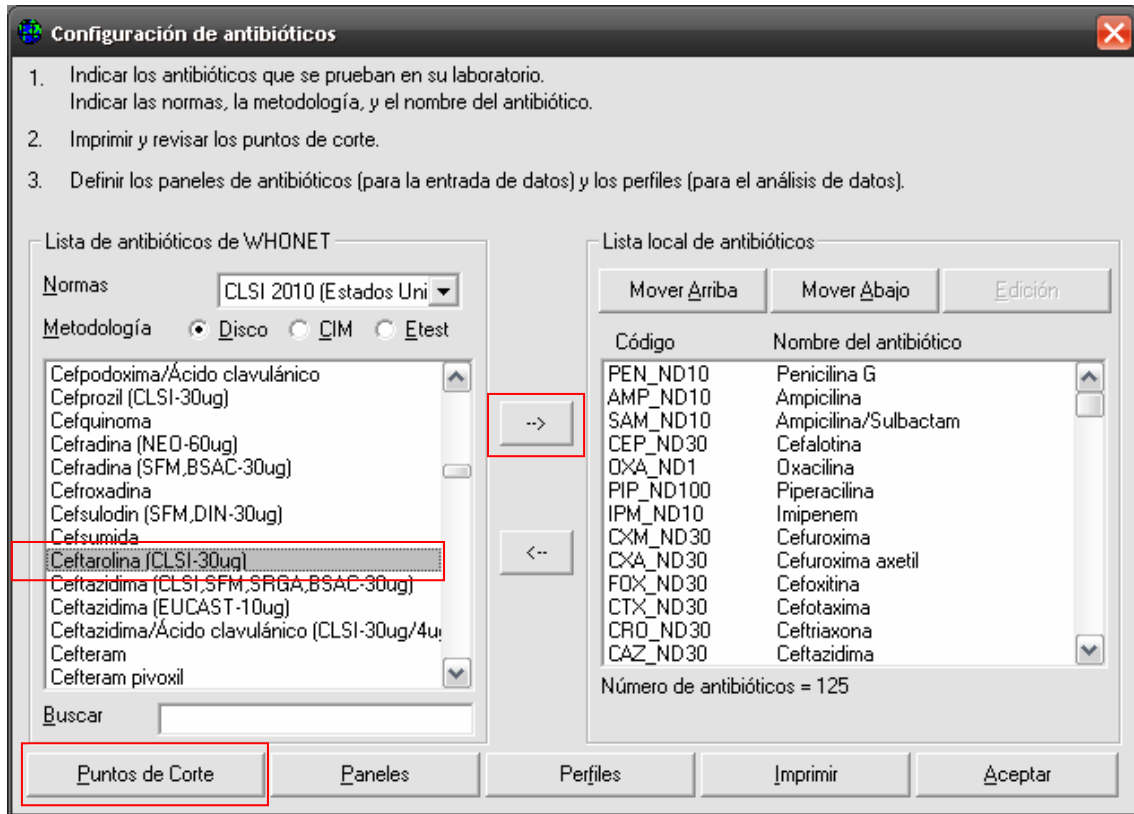 Configuración de antibióticos
1. Indicar los antibióticos que se prueban en su laboratorio.
Indicar las normas, la metodología, y el nombre del antibiótico.
2. Imprimir y revisar los puntos de corte.
3. Definir los paneles de antibióticos (para la entrada de datos) y los perfiles (para el análisis de datos).
Lista de antibióticos de WHONET
Normas CLSI 2010 (Estados Uni
Metodología Disco CIM Etest
Cefpodoxima/Ácido clavulánico
Cefprozil (CLSI-30ug)
Cefquinoma
Cefradina (NEO-60ug)
Cefradina (SFM,BSAC-30ug)
Cefroxadina
Cefsulodin (SFM,DIN-30ug)
Cefsumida
Ceftarolina (CLSI-30ug)
Ceftazidima (CLSI,SFM,SRGA,BSAC-30ug)
Ceftazidima (EUCAST-10ug)
Ceftazidima/Ácido clavulánico (CLSI-30ug/4u
Cefteram
Cefteram pivoxil
Buscar
-->
<--
Lista local de antibióticos
Mover Arriba Mover Abajo Edición
Código Nombre del antibiótico
PEN_ND10 Penicilina G
AMP_ND10 Ampicilina
SAM_ND10 Ampicilina/Sulbactam
CEP_ND30 Cefalotina
OXA_ND1 Oxacilina
PIP_ND100 Piperacilina
IPM_ND10 Imipenem
CXM_ND30 Cefuroxima
CXA_ND30 Cefuroxima axetil
FOX_ND30 Cefoxitina
CTX_ND30 Cefotaxima
CRO_ND30 Ceftriaxona
CAZ_ND30 Ceftazidima
Número de antibióticos = 125
Puntos de Corte Paneles Perfiles Imprimir Aceptar